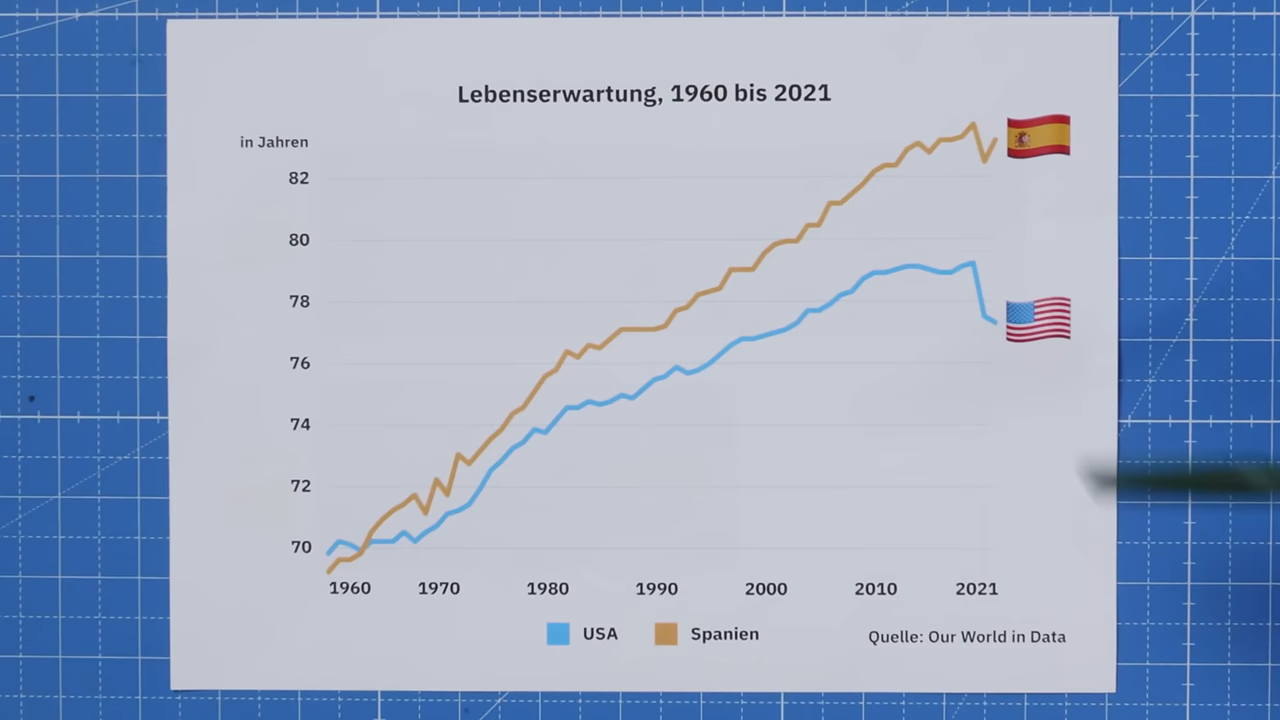 Lebenserwartung, 1960 bis 2021
in Jahren
82
80
78
76
74
72
70
1960 1970 1980 1990 2000 2010 2021
USA Spanien
Quelle: Our World in Data